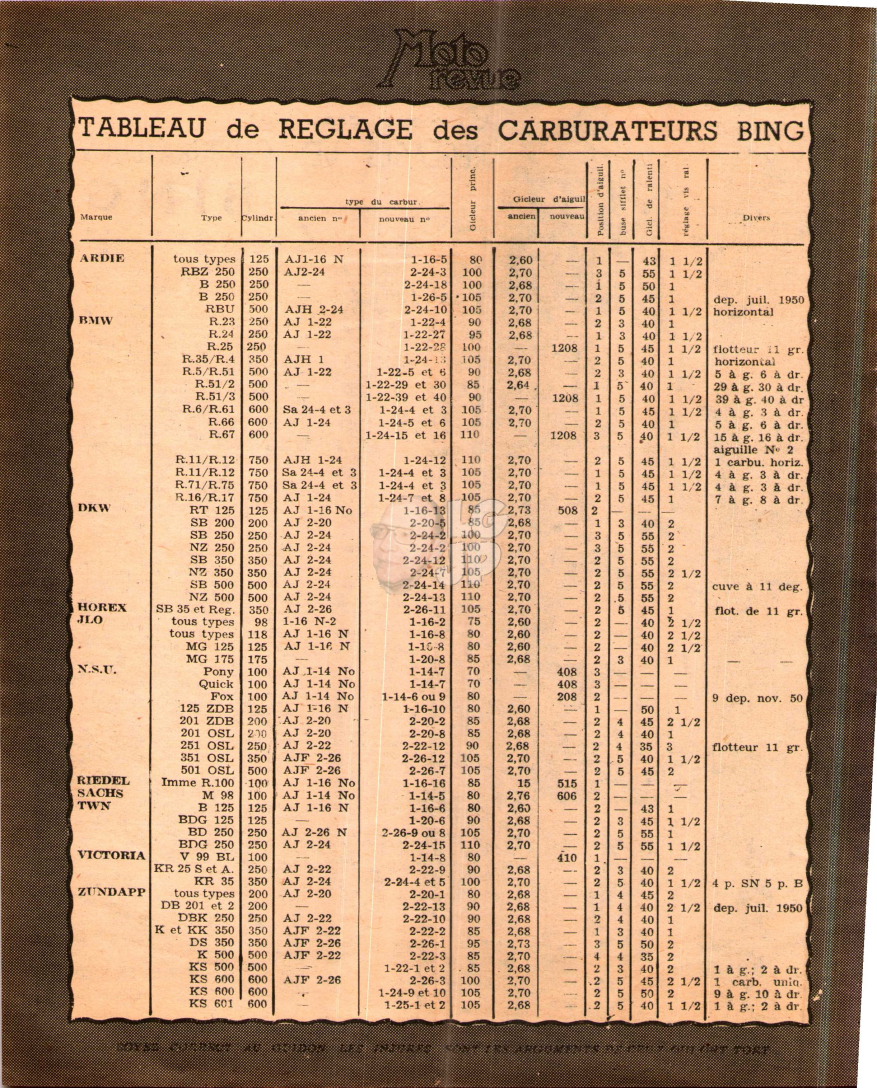 Moto
revue
TABLEAU de REGLAGE des CARBURATEURS BING
Marque Type Cylindr. type du carbur. ancien nº nouveau nº Gicleur princ. Gicleur d'aiguil ancien nouveau Position d'aiguil. buse sifflet nº Gicl. de ralenti réglage vis ral. Divers
ARDIE tous types 125 AJ1-16 N 1-16-5 80 2,60 — 1 — 43 1 1/2
RBZ 250 250 AJ2-24 2-24-3 100 2,70 — 3 5 55 1 1/2
B 250 250 — 2-24-18 100 2,68 — 1 5 50 1
B 250 250 — 1-26-5 105 2,70 — 2 5 45 1 dep. juil. 1950
RBU 500 AJH 2-24 2-24-10 105 2,70 — 1 5 40 1 1/2 horizontal
BMW R.23 250 AJ 1-22 1-22-4 90 2,68 — 2 3 40 1
R.24 250 AJ 1-22 1-22-27 95 2,68 — 1 3 40 1 1/2
R.25 250 — 1-22-28 100 — 1208 1 5 45 1 1/2 flotteur 11 gr.
R.35/R.4 350 AJH 1 1-24-13 105 2,70 — 2 5 40 1 horizontal
R.5/R.51 500 AJ 1-22 1-22-5 et 6 90 2,68 — 2 3 40 1 1/2 5 à g. 6 à dr.
R.51/2 500 — 1-22-29 et 30 85 2,64 — 1 5 40 1 29 g. 30 à dr.
R.51/3 500 — 1-22-39 et 40 90 — 1208 1 5 40 1 1/2 39 g. 40 à dr
R.6/R.61 600 Sa 24-4 et 3 1-24-4 et 3 105 2,70 — 1 5 45 1 1/2 4 à g. 3 à dr.
R.66 600 AJ 1-24 1-24-5 et 6 105 2,70 — 2 5 40 1 5 à g. 6 à dr.
R.67 600 — 1-24-15 et 16 110 — 1208 3 5 40 1 1/2 15 à g. 16 à dr.
aiguille Nº 2
R.11/R.12 750 AJH 1-24 1-24-12 110 2,70 — 2 5 45 1 1/2 1 carbu. horiz.
R.11/R.12 750 Sa 24-4 et 3 1-24-4 et 3 105 2,70 — 1 5 45 1 1/2 4 à g. 3 à dr.
R.71/R.75 750 Sa 24-4 et 3 1-24-4 et 3 105 2,70 — 1 5 45 1 1/2 4 à g. 3 à dr.
R.16/R.17 750 AJ 1-24 1-24-7 et 8 105 2,70 — 2 5 45 1 7 à g. 8 à dr.
DKW RT 125 125 AJ 1-16 No 1-16-13 85 2,73 508 2 — — —
SB 200 200 AJ 2-20 2-20-5 85 2,68 — 1 3 40 2
SB 250 250 AJ 2-24 2-24-2 100 2,70 — 3 5 55 2
NZ 250 250 AJ 2-24 2-24-2 100 2,70 — 3 5 55 2
SB 350 350 AJ 2-24 2-24-12 110 2,70 — 2 5 55 2
NZ 350 350 AJ 2-24 2-24-7 105 2,70 — 2 5 55 2 1/2
SB 500 500 AJ 2-24 2-24-14 110 2,70 — 2 5 55 2 cuve à 11 deg.
NZ 500 500 AJ 2-24 2-24-13 110 2,70 — 2 5 55 2
HOREX SB 35 et Reg. 350 AJ 2-26 2-26-11 105 2,70 — 2 5 45 1 flot. de 11 gr.
JLO tous types 98 1-16 N-2 1-16-2 75 2,60 — 2 — 40 2 1/2
tous types 118 AJ 1-16 N 1-16-8 80 2,60 — 2 — 40 2 1/2
MG 125 125 AJ 1-16 N 1-16-8 80 2,60 — 2 — 40 2 1/2
MG 175 175 — 1-20-8 85 2,68 — 2 3 40 1 — —
N.S.U. Pony 100 AJ 1-14 No 1-14-7 70 — 408 3 — — —
Quick 100 AJ 1-14 No 1-14-7 70 — 408 3 — — —
Fox 100 AJ 1-14 No 1-14-6 ou 9 80 — 208 2 — — — 9 dep. nov. 50
125 ZDB 125 AJ 1-16 N 1-16-10 80 2,60 — 1 — 50 1
201 ZDB 200 AJ 2-20 2-20-2 85 2,68 — 2 4 45 2 1/2
201 OSL 200 AJ 2-20 2-20-8 85 2,68 — 2 4 40 1
251 OSL 250 AJ 2-22 2-22-12 90 2,68 — 2 4 35 3 flotteur 11 gr.
351 OSL 350 AJF 2-26 2-26-12 105 2,70 — 2 5 40 1 1/2
501 OSL 500 AJF 2-26 2-26-7 105 2,70 — 2 5 45 2
RIEDEL Imme R.100 100 AJ 1-16 No 1-16-16 85 15 515 1 — — —
SACHS M 98 100 AJ 1-14 No 1-14-5 80 2,76 606 2 — — —
TWN B 125 125 AJ 1-16 N 1-16-6 80 2,60 — 2 — 43 1
BDG 125 125 — 1-20-6 90 2,68 — 2 3 45 1 1/2
BD 250 250 AJ 2-26 N 2-26-9 ou 8 105 2,70 — 2 5 55 1
BDG 250 250 AJ 2-24 2-24-15 110 2,70 — 2 5 55 1 1/2
VICTORIA V 99 BL 100 — 1-14-8 80 — 410 1 — — —
KR 25 S et A. 250 AJ 2-22 2-22-9 90 2,68 — 2 3 40 2
KR 35 350 AJ 2-24 2-24-4 et 5 100 2,70 — 2 5 40 1 1/2 4 p. SN 5 p. B
ZUNDAPP tous types 200 AJ 2-20 2-20-1 80 2,68 — 1 4 45 2
DB 201 et 2 200 — 2-22-13 90 2,68 — 1 4 40 2 1/2 dep. juil. 1950
DBK 250 250 AJ 2-22 2-22-10 90 2,68 — 2 4 40 1
K et KK 350 350 AJF 2-22 2-22-2 85 2,68 — 1 3 40 1
DS 350 350 AJF 2-26 2-26-1 95 2,73 — 3 5 50 2
K 500 500 AJF 2-22 2-22-3 85 2,70 — 4 4 35 2
KS 500 500 — 1-22-1 et 2 85 2,68 — 2 3 40 2 1 à g.; 2 à dr.
KS 600 600 AJF 2-26 2-26-3 100 2,70 — 2 5 45 2 1/2 1 carb. uniq.
KS 600 600 — 1-24-9 et 10 105 2,70 — 2 5 50 2 9 à g. 10 à dr.
KS 601 600 — 1-25-1 et 2 105 2,68 — 2 5 40 1 1/2 1 à g.; 2 à dr.
SOYEZ CORRECT AU GUIDON, LES INJURES SONT LES ARGUMENTS DE CEUX QUI ONT TORT